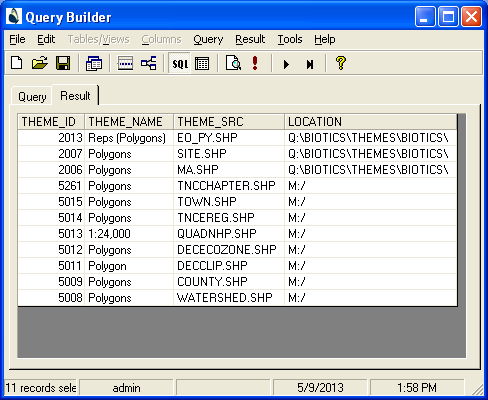 Query Builder
File Edit Tables/Views Columns Query Result Tools Help
SQL
Query Result
THEME_ID THEME_NAME THEME_SRC LOCATION
2013 Reps (Polygons) EO_PY.SHP Q:\BIOTICS\THEMES\BIOTICS\
2007 Polygons SITE.SHP Q:\BIOTICS\THEMES\BIOTICS\
2006 Polygons MA.SHP Q:\BIOTICS\THEMES\BIOTICS\
5261 Polygons TNCCHAPTER.SHP M:/
5015 Polygons TOWN.SHP M:/
5014 Polygons TNCEREG.SHP M:/
5013 1:24,000 QUADNHP.SHP M:/
5012 Polygons DECECOZONE.SHP M:/
5011 Polygon DECCLIP.SHP M:/
5009 Polygons COUNTY.SHP M:/
5008 Polygons WATERSHED.SHP M:/
11 records sele admin 5/9/2013 1:58 PM